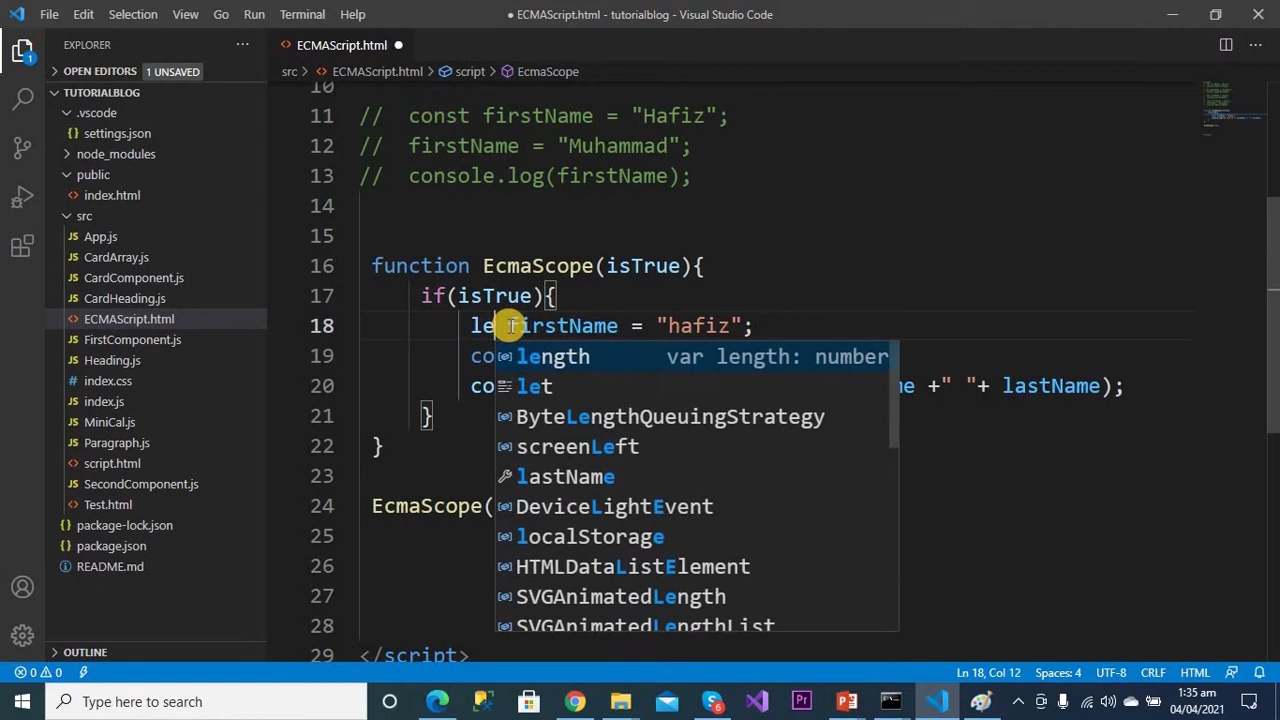 File Edit Selection View Go Run Terminal Help
● ECMAScript.html - tutorialblog - Visual Studio Code
EXPLORER
ECMAScript.html ●
OPEN EDITORS 1 UNSAVED
src > ECMAScript.html > script > EcmaScope
TUTORIALBLOG
.vscode
settings.json
node_modules
public
index.html
src
App.js
CardArray.js
CardComponent.js
CardHeading.js
ECMAScript.html
FirstComponent.js
Heading.js
index.css
index.js
MiniCal.js
Paragraph.js
script.html
SecondComponent.js
Test.html
package-lock.json
package.json
README.md
OUTLINE
1
10
11 // const firstName = "Hafiz";
12 // firstName = "Muhammad";
13 // console.log(firstName);
14
15
16 function EcmaScope(isTrue){
17 if(isTrue){
18 le firstName = "hafiz";
19 co
20 co me +" "+ lastName);
21 }
22 }
23
24 EcmaScope(
25
26
27
28
29 </script>
length var length: number
let
ByteLengthQueuingStrategy
screenLeft
lastName
DeviceLightEvent
localStorage
HTMLDataListElement
SVGAnimatedLength
SVGAnimatedLengthList
0 0 Ln 18, Col 12 Spaces: 4 UTF-8 CRLF HTML
Type here to search
6
1:35 am
04/04/2021